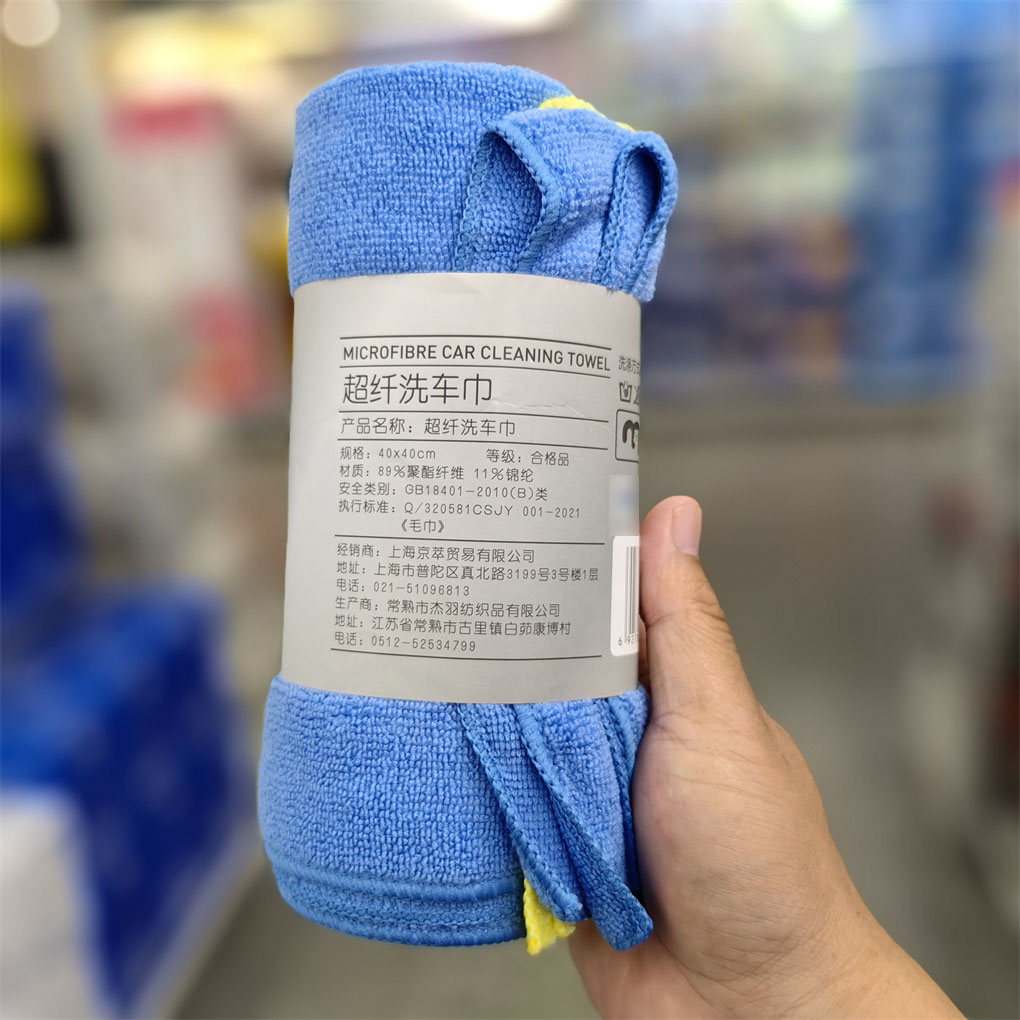 MICROFIBRE CAR CLEANING TOWEL
超纤洗车巾
产品名称：超纤洗车巾
规格：40x40cm 等级：合格品
材质：89%聚酯纤维 11%锦纶
安全类别：GB18401-2010(B)类
执行标准：Q/320581CSJY 001-2021
《毛巾》
经销商：上海京萃贸易有限公司
地址：上海市普陀区真北路3199号3号楼1层
电话：021-51096813
生产商：常熟市杰羽纺织品有限公司
地址：江苏省常熟市古里镇白茆康博村
电话：0512-52534799
洗涤方